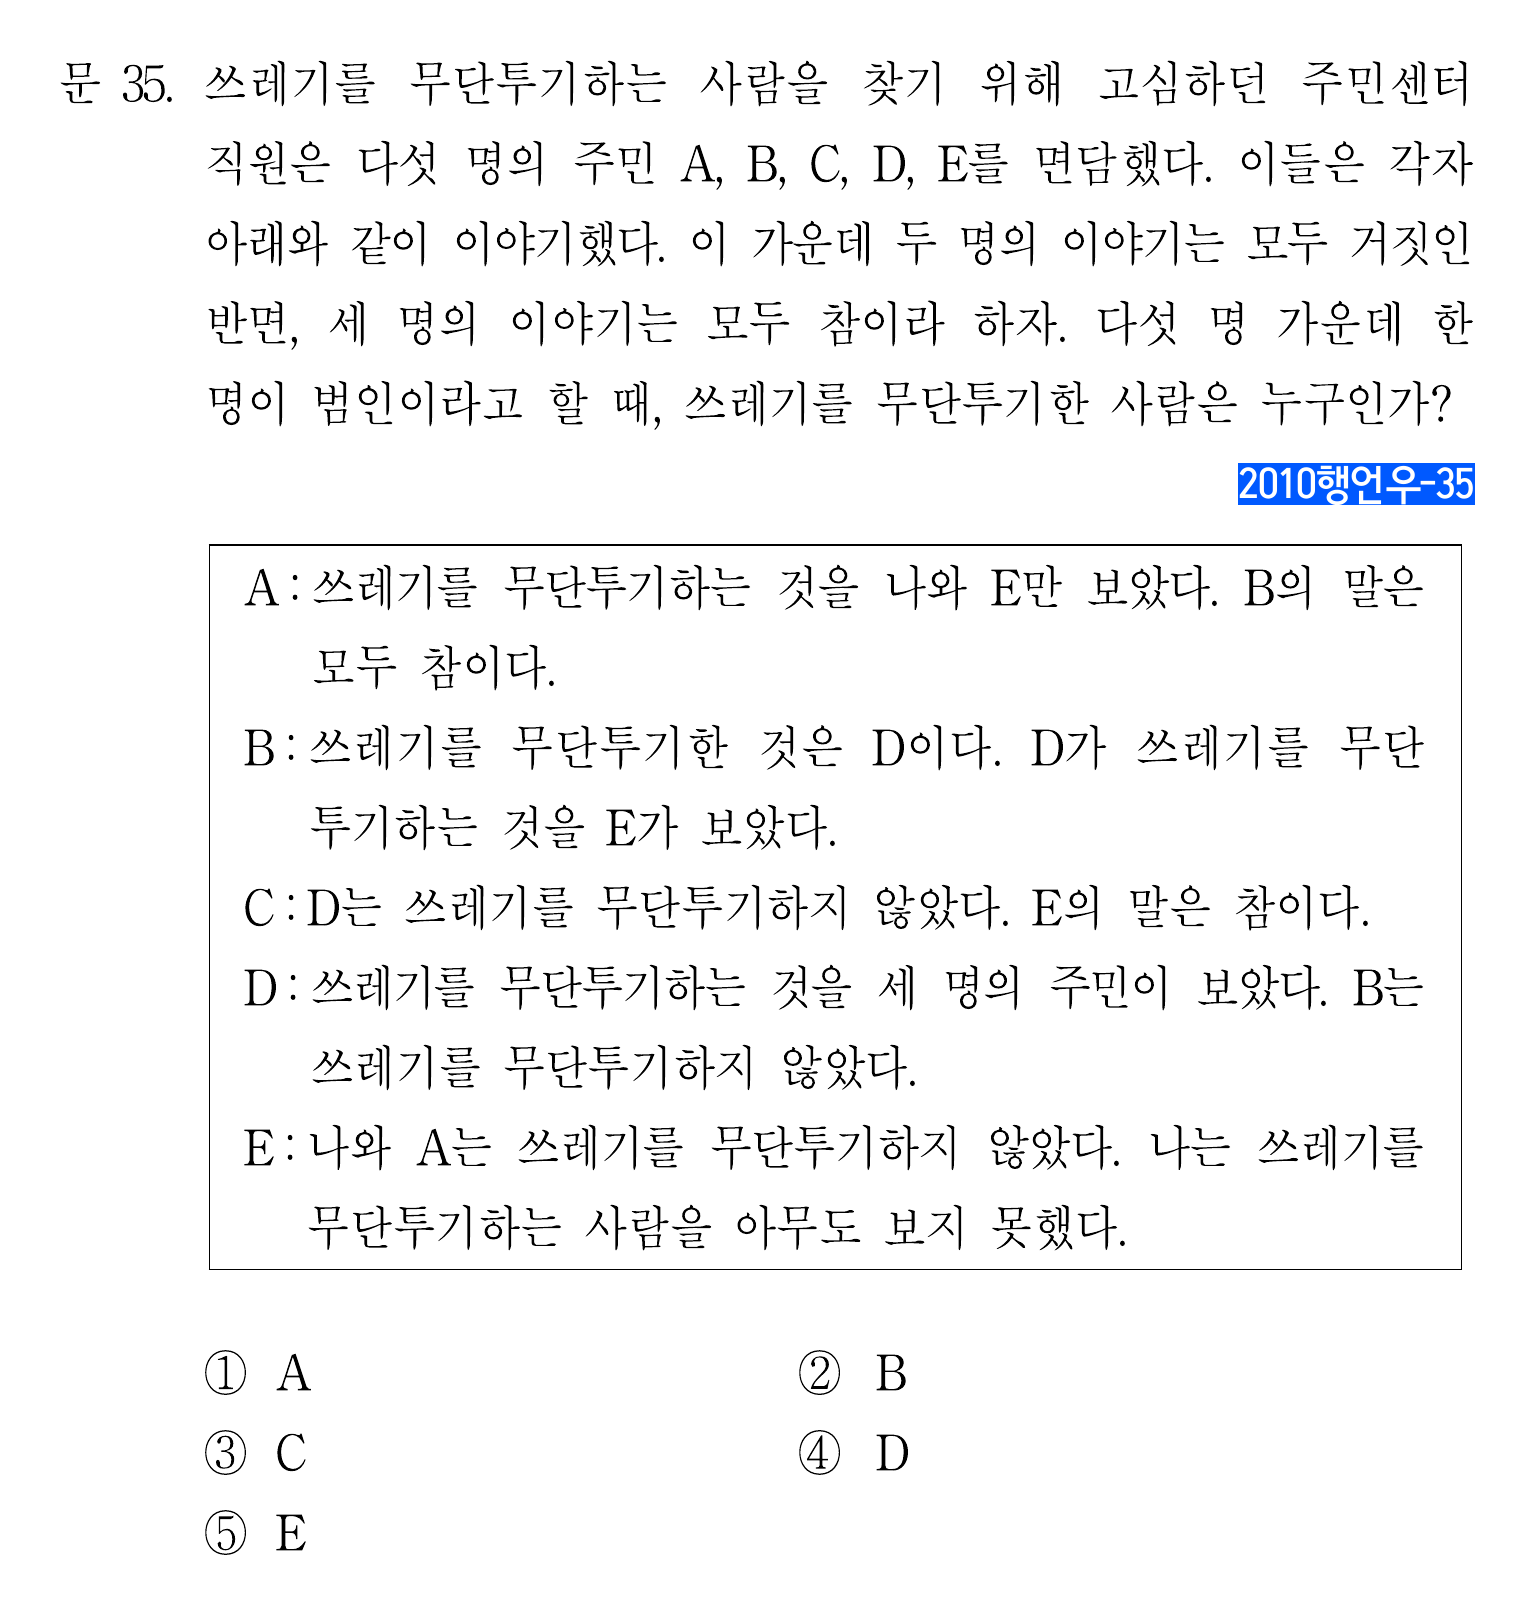 문 35. 쓰레기를 무단투기하는 사람을 찾기 위해 고심하던 주민센터
직원은 다섯 명의 주민 A, B, C, D, E를 면담했다. 이들은 각자
아래와 같이 이야기했다. 이 가운데 두 명의 이야기는 모두 거짓인
반면, 세 명의 이야기는 모두 참이라 하자. 다섯 명 가운데 한
명이 범인이라고 할 때, 쓰레기를 무단투기한 사람은 누구인가?
2010행언우-35
A : 쓰레기를 무단투기하는 것을 나와 E만 보았다. B의 말은
모두 참이다.
B : 쓰레기를 무단투기한 것은 D이다. D가 쓰레기를 무단
투기하는 것을 E가 보았다.
C : D는 쓰레기를 무단투기하지 않았다. E의 말은 참이다.
D : 쓰레기를 무단투기하는 것을 세 명의 주민이 보았다. B는
쓰레기를 무단투기하지 않았다.
E : 나와 A는 쓰레기를 무단투기하지 않았다. 나는 쓰레기를
무단투기하는 사람을 아무도 보지 못했다.
① A ② B
③ C ④ D
⑤ E